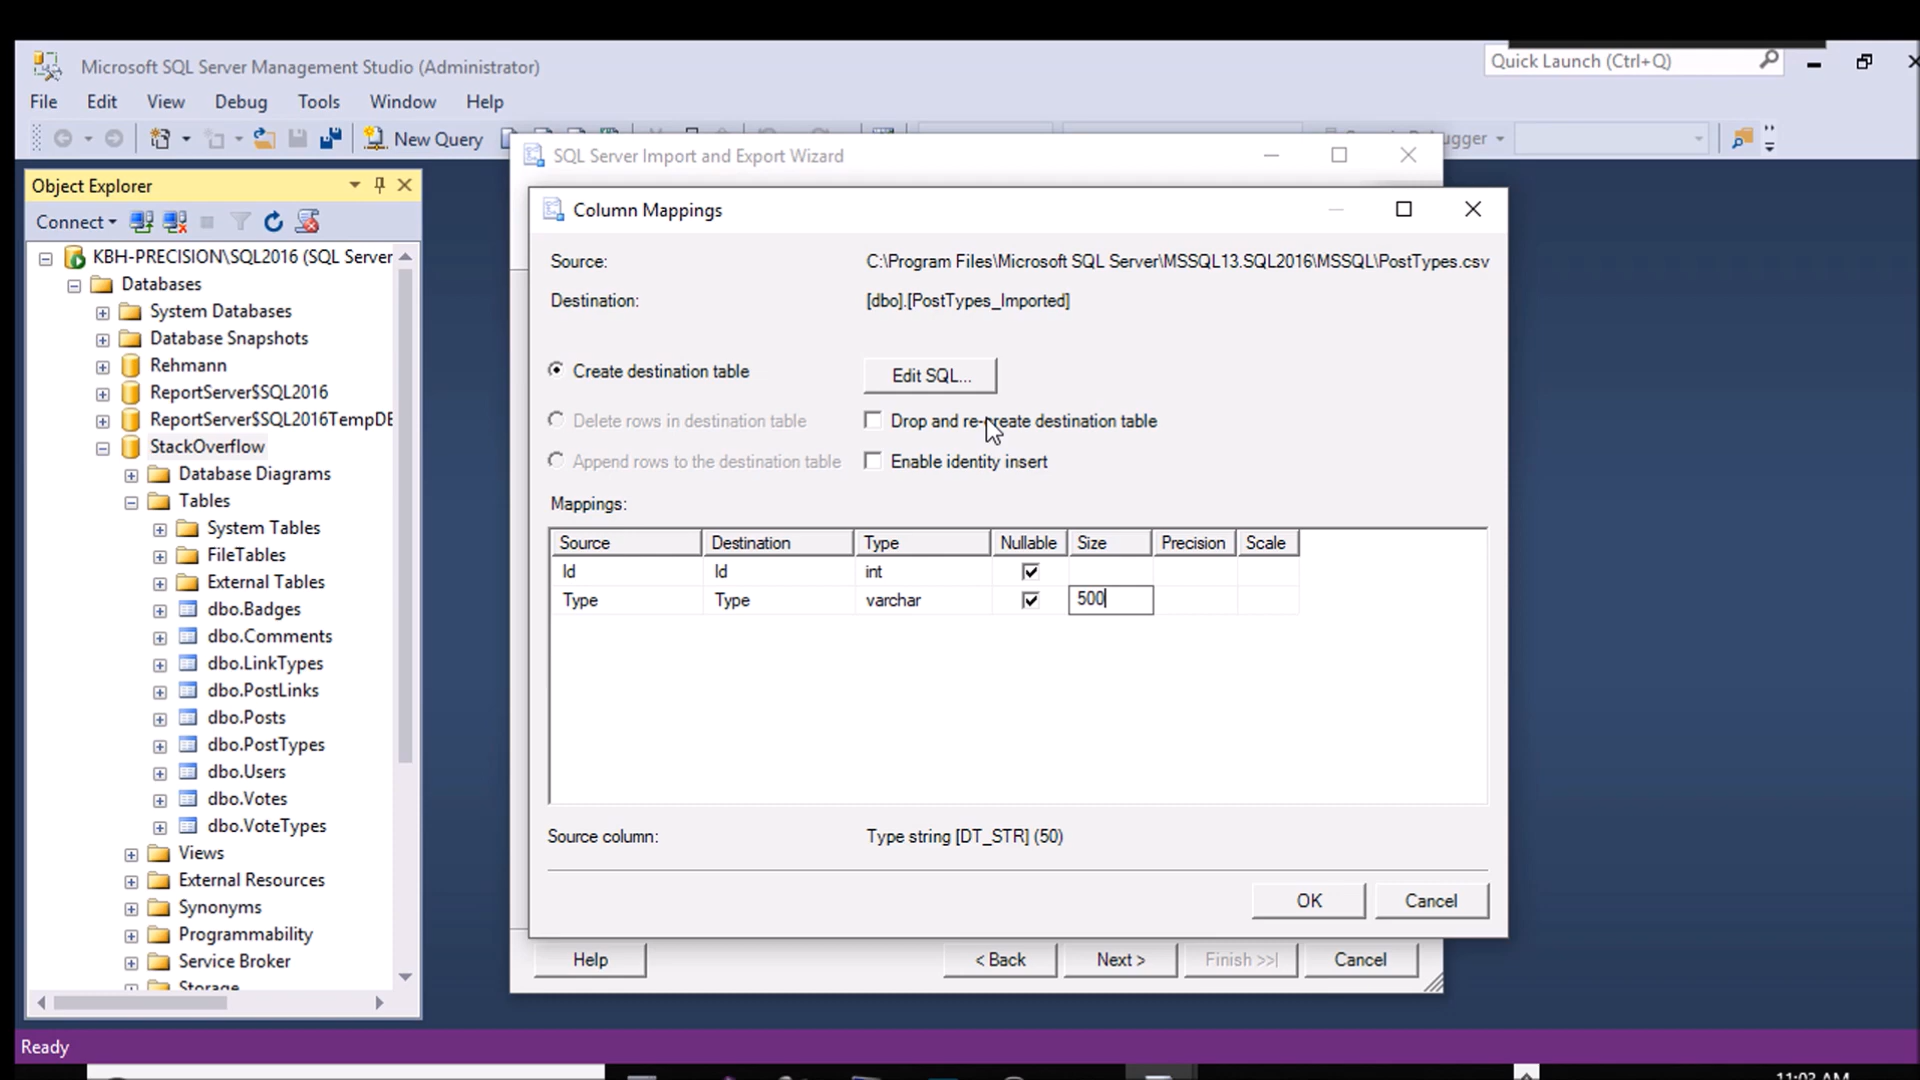 Microsoft SQL Server Management Studio (Administrator)
Quick Launch (Ctrl+Q)
File Edit View Debug Tools Window Help
New Query
SQL Server Import and Export Wizard
Object Explorer
Connect
KBH-PRECISION\SQL2016 (SQL Server
Databases
System Databases
Database Snapshots
Rehmann
ReportServer$SQL2016
ReportServer$SQL2016TempDE
StackOverflow
Database Diagrams
Tables
System Tables
FileTables
External Tables
dbo.Badges
dbo.Comments
dbo.LinkTypes
dbo.PostLinks
dbo.Posts
dbo.PostTypes
dbo.Users
dbo.Votes
dbo.VoteTypes
Views
External Resources
Synonyms
Programmability
Service Broker
Storage
Column Mappings
Source: C:\Program Files\Microsoft SQL Server\MSSQL13.SQL2016\MSSQL\PostTypes.csv
Destination: [dbo].[PostTypes_Imported]
Create destination table Edit SQL...
Delete rows in destination table Drop and re-create destination table
Append rows to the destination table Enable identity insert
Mappings:
Source Destination Type Nullable Size Precision Scale
Id Id int
Type Type varchar 500
Source column: Type string [DT_STR] (50)
OK Cancel
Help < Back Next > Finish >>| Cancel
Ready
11:03 AM